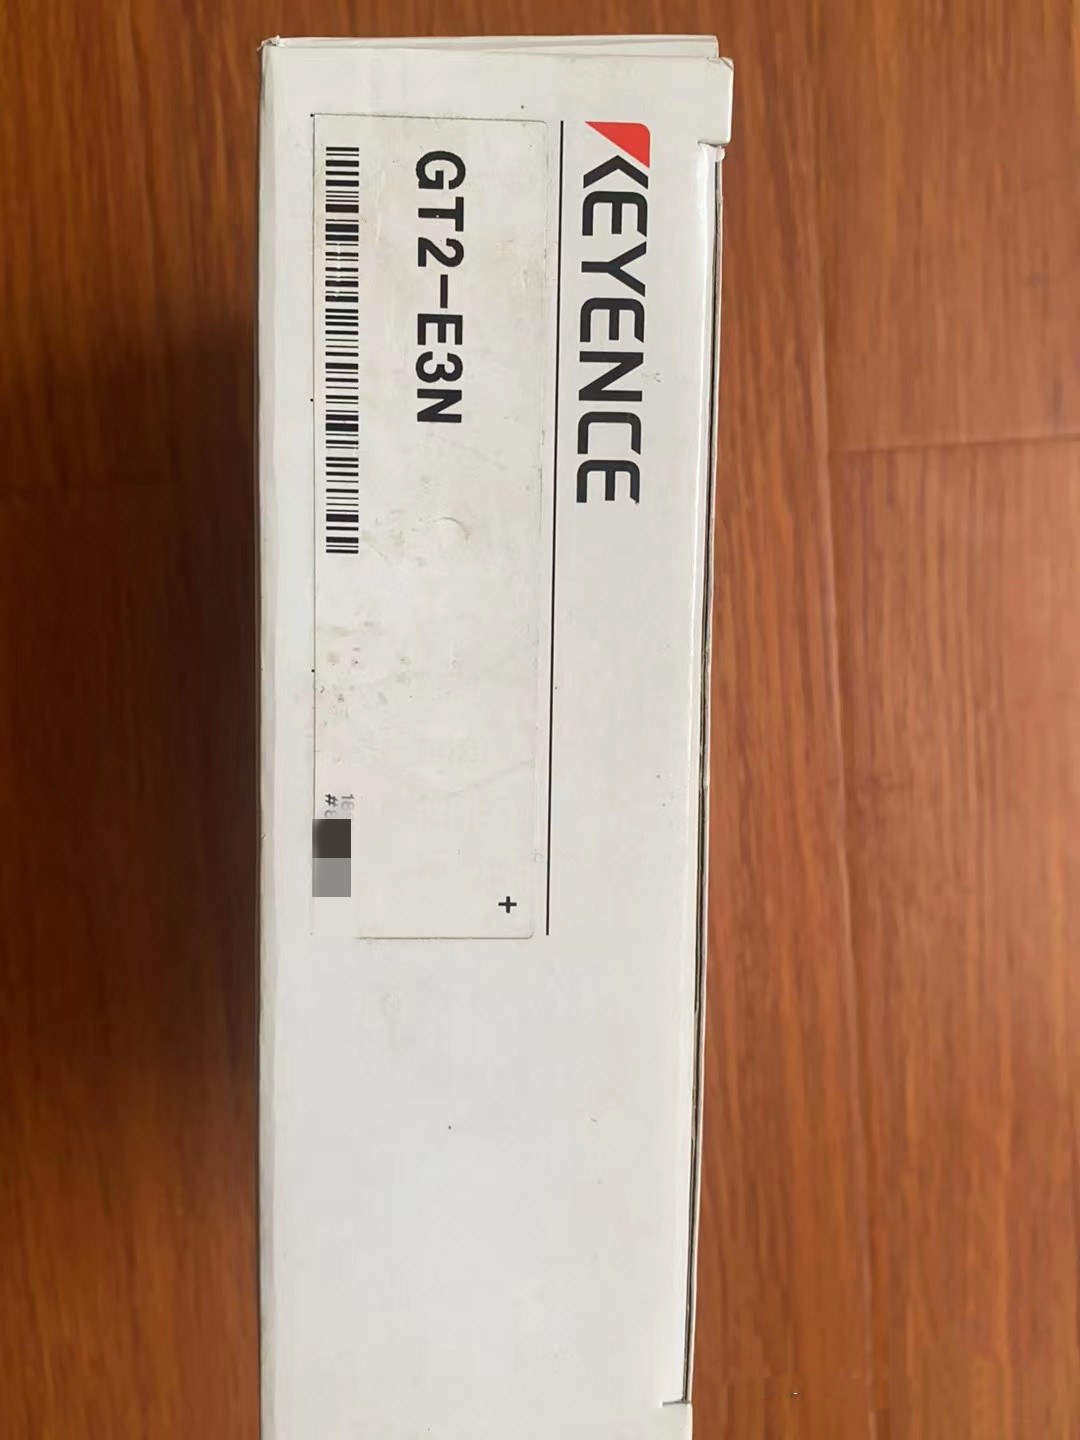 KEYENCE
GT2-E3N
+